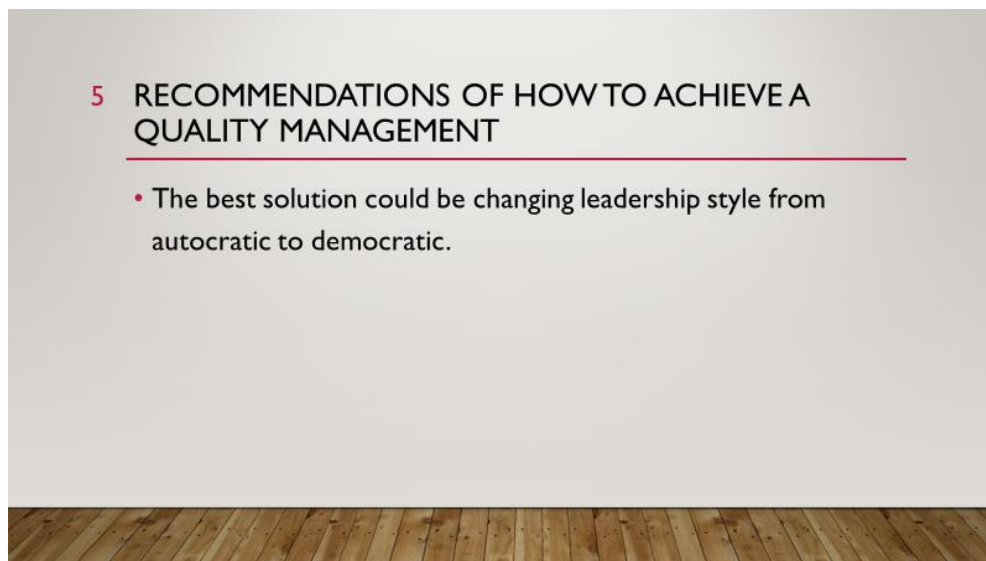 5 RECOMMENDATIONS OF HOW TO ACHIEVE A
QUALITY MANAGEMENT
• The best solution could be changing leadership style from
autocratic to democratic.